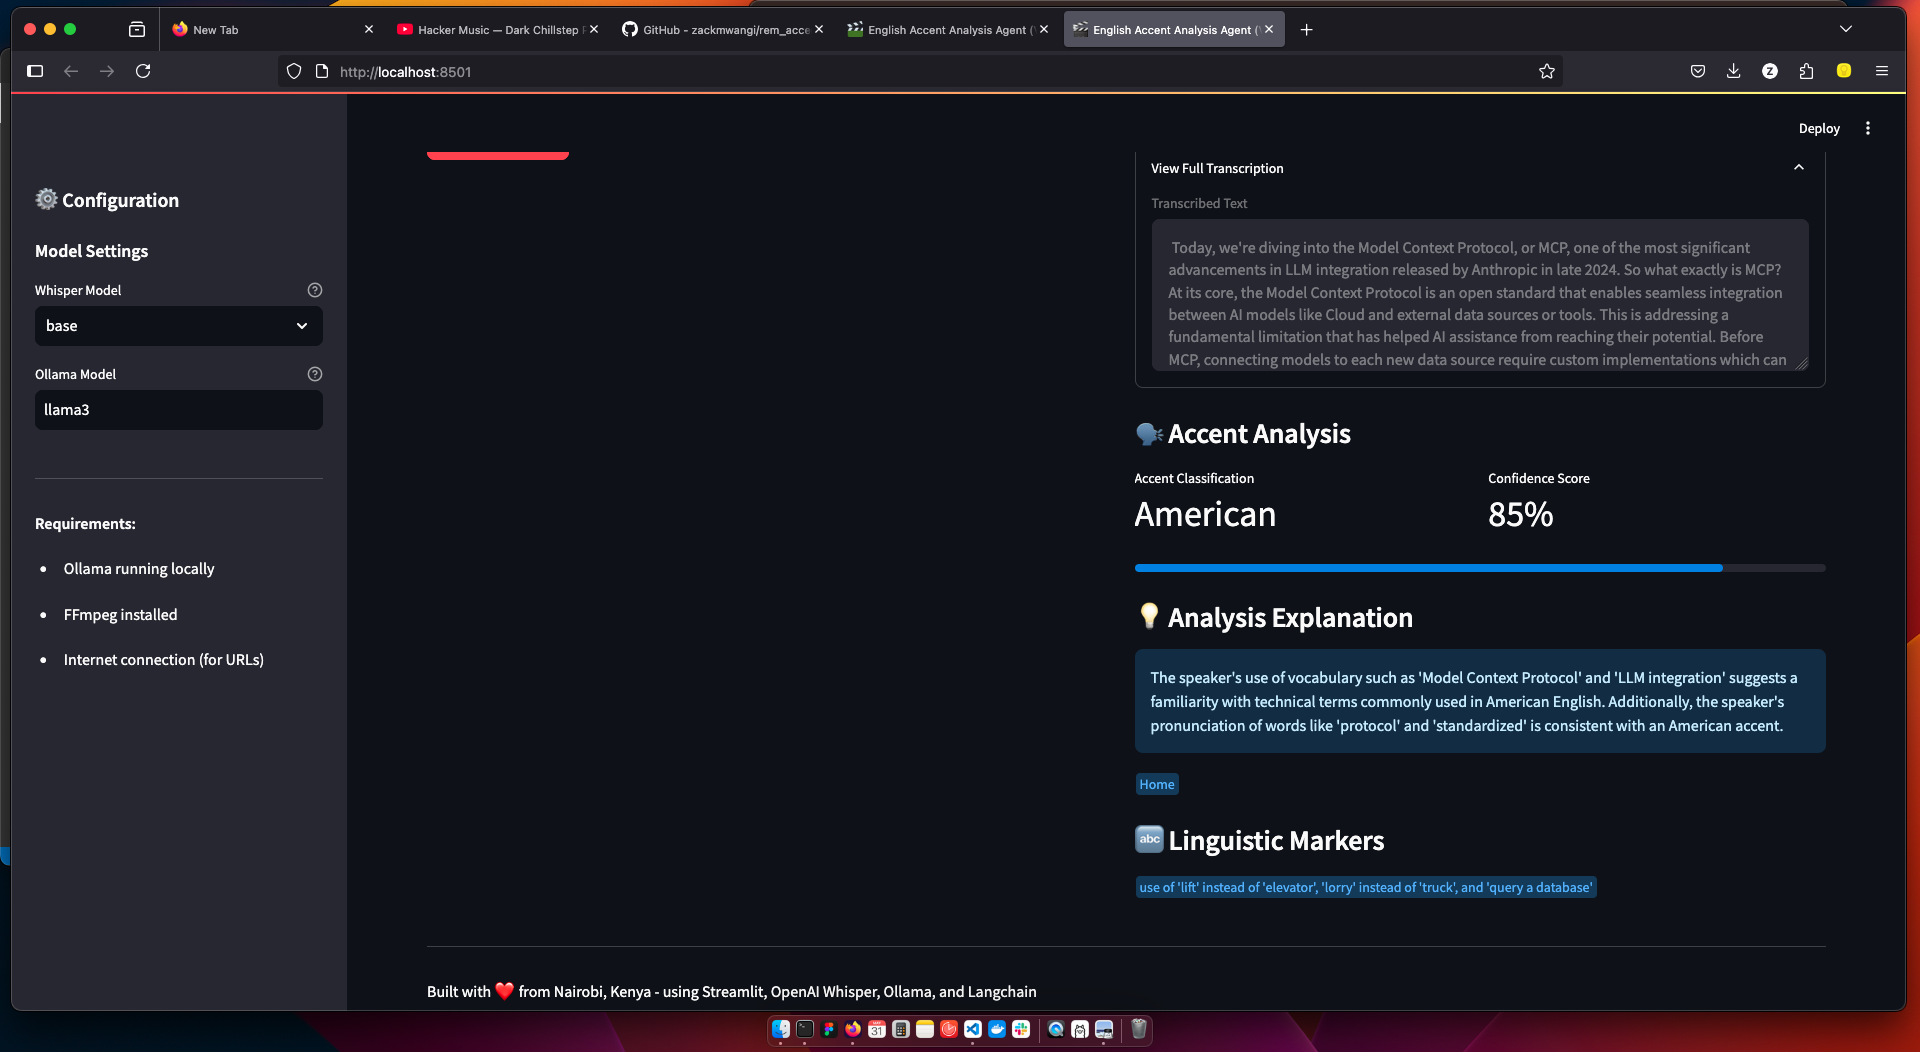 New Tab
Hacker Music — Dark Chillstep
GitHub - zackmwangi/rem_acce
English Accent Analysis Agent (
English Accent Analysis Agent (
http://localhost:8501
Z
Deploy
Configuration
Model Settings
Whisper Model
base
Ollama Model
llama3
Requirements:
Ollama running locally
FFmpeg installed
Internet connection (for URLs)
View Full Transcription
Transcribed Text
Today, we're diving into the Model Context Protocol, or MCP, one of the most significant
advancements in LLM integration released by Anthropic in late 2024. So what exactly is MCP?
At its core, the Model Context Protocol is an open standard that enables seamless integration
between AI models like Cloud and external data sources or tools. This is addressing a
fundamental limitation that has helped AI assistance from reaching their potential. Before
MCP, connecting models to each new data source require custom implementations which can
Accent Analysis
Accent Classification
American
Confidence Score
85%
Analysis Explanation
The speaker's use of vocabulary such as 'Model Context Protocol' and 'LLM integration' suggests a
familiarity with technical terms commonly used in American English. Additionally, the speaker's
pronunciation of words like 'protocol' and 'standardized' is consistent with an American accent.
Home
abc
Linguistic Markers
use of 'lift' instead of 'elevator', 'lorry' instead of 'truck', and 'query a database'
Built with ❤️ from Nairobi, Kenya - using Streamlit, OpenAI Whisper, Ollama, and Langchain
31